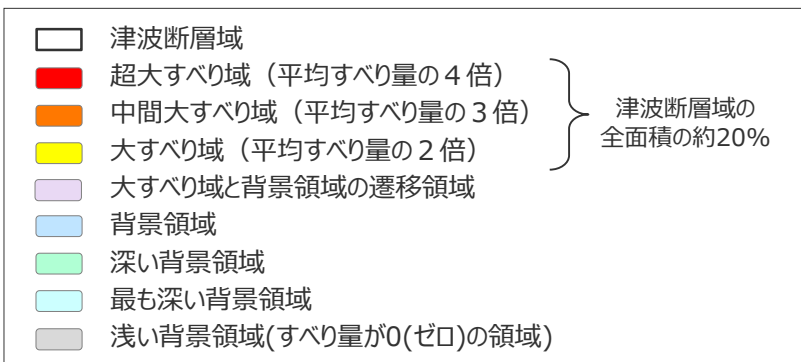 津波断層域
超大すべり域（平均すべり量の４倍）
中間大すべり域（平均すべり量の３倍）
大すべり域（平均すべり量の２倍）
津波断層域の
全面積の約20%
大すべり域と背景領域の遷移領域
背景領域
深い背景領域
最も深い背景領域
浅い背景領域(すべり量が0(ゼロ)の領域)